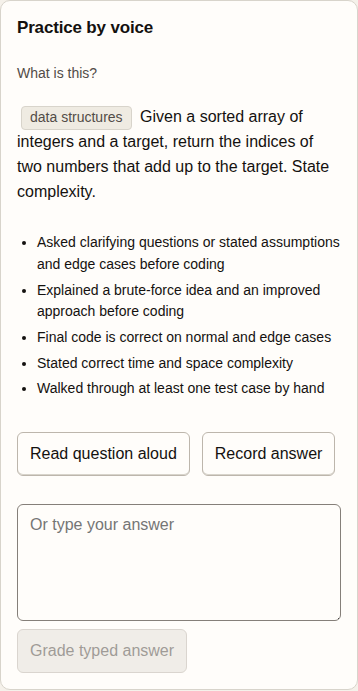 Practice by voice
What is this?
data structures Given a sorted array of
integers and a target, return the indices of
two numbers that add up to the target. State
complexity.
• Asked clarifying questions or stated assumptions
and edge cases before coding
• Explained a brute-force idea and an improved
approach before coding
• Final code is correct on normal and edge cases
• Stated correct time and space complexity
• Walked through at least one test case by hand
Read question aloud Record answer
Or type your answer
Grade typed answer